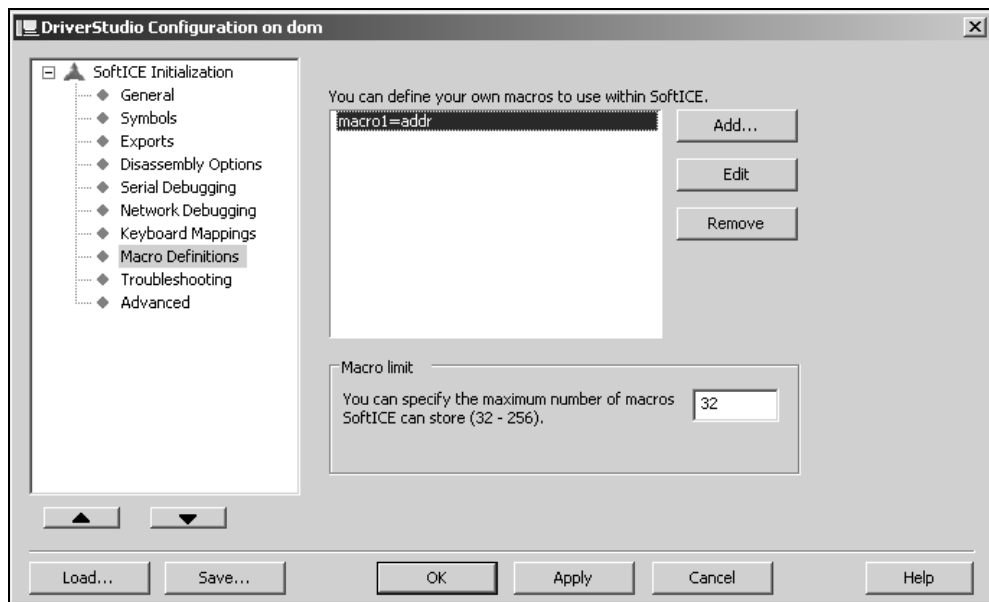 DriverStudio Configuration on dom
SoftICE Initialization
General
Symbols
Exports
Disassembly Options
Serial Debugging
Network Debugging
Keyboard Mappings
Macro Definitions
Troubleshooting
Advanced
You can define your own macros to use within SoftICE.
macro1=addr
Add...
Edit
Remove
Macro limit
You can specify the maximum number of macros
SoftICE can store (32 - 256).
32
Load...
Save...
OK
Apply
Cancel
Help